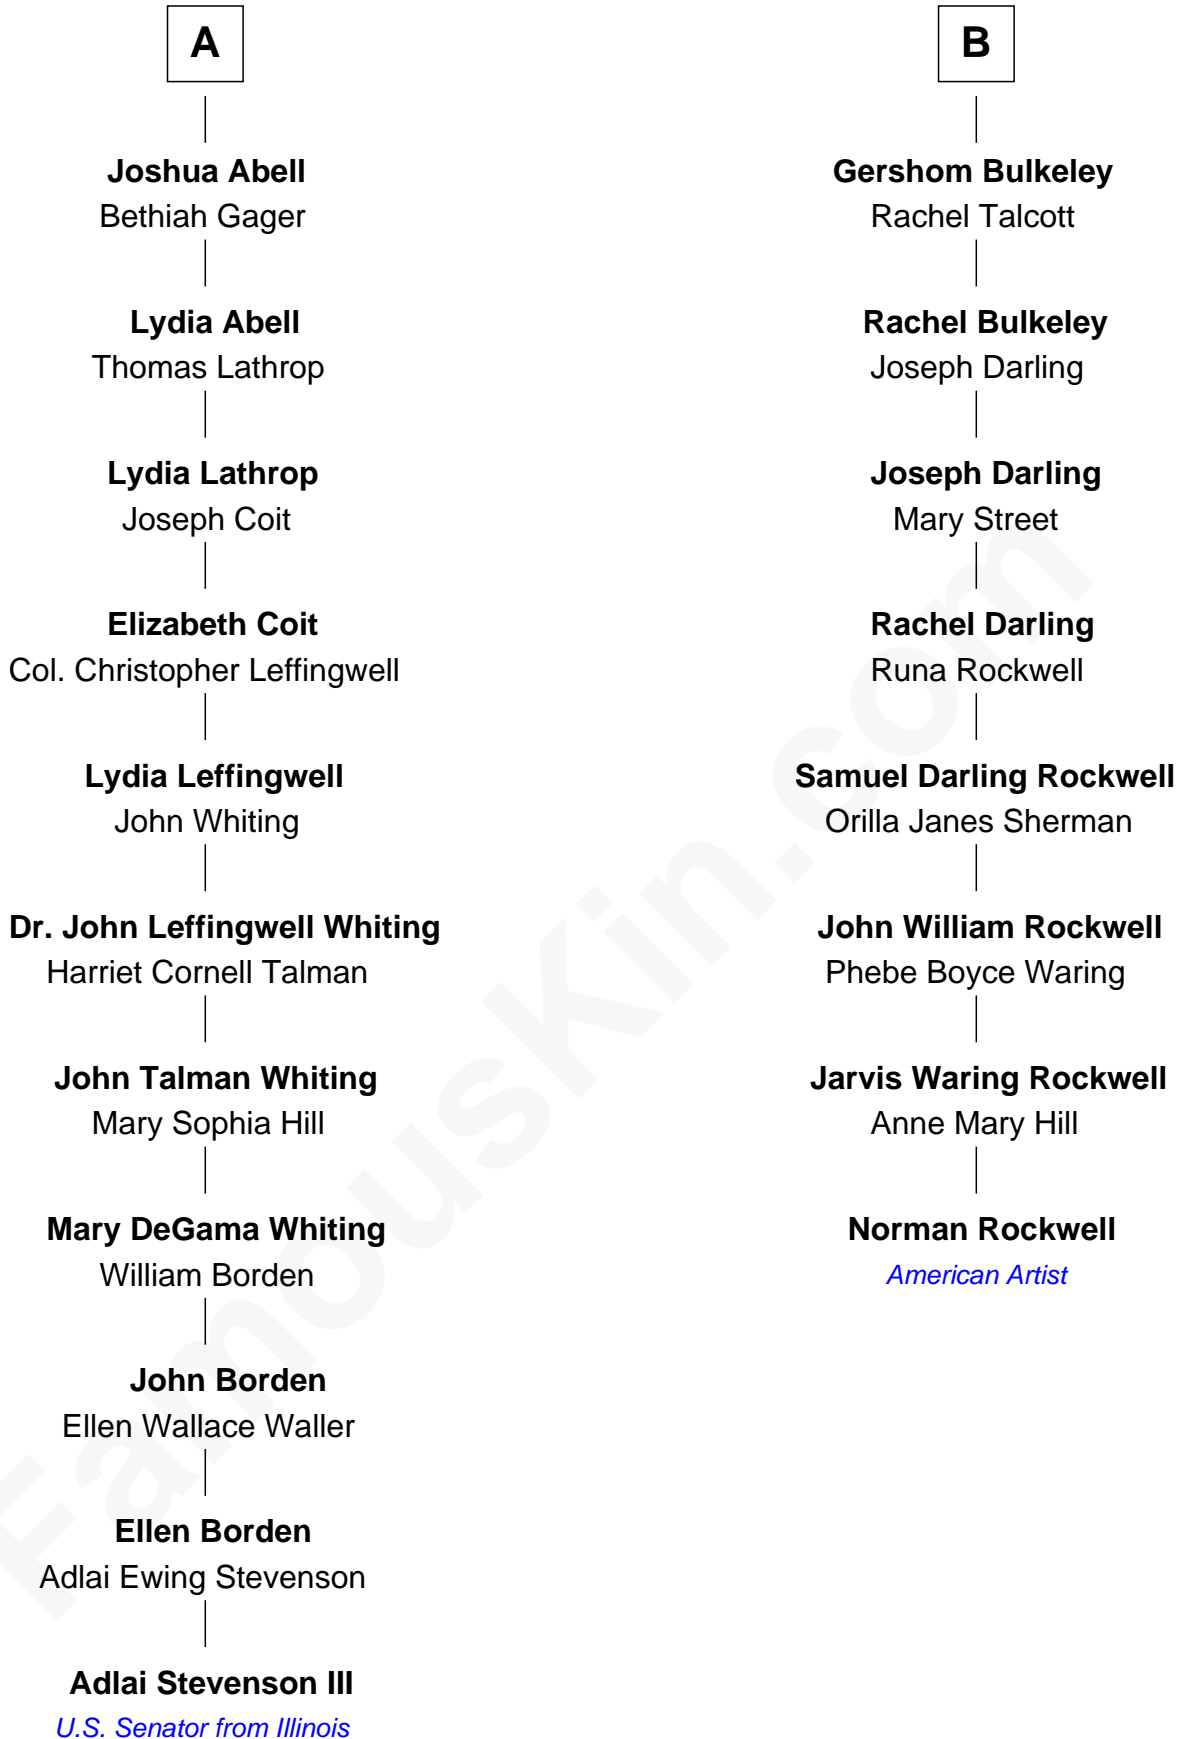 A
Joshua Abell
Bethiah Gager
Lydia Abell
Thomas Lathrop
Lydia Lathrop
Joseph Coit
Elizabeth Coit
Col. Christopher Leffingwell
Lydia Leffingwell
John Whiting
Dr. John Leffingwell Whiting
Harriet Cornell Talman
John Talman Whiting
Mary Sophia Hill
Mary DeGama Whiting
William Borden
John Borden
Ellen Wallace Waller
Ellen Borden
Adlai Ewing Stevenson
Adlai Stevenson III
U.S. Senator from Illinois
B
Gershom Bulkeley
Rachel Talcott
Rachel Bulkeley
Joseph Darling
Joseph Darling
Mary Street
Rachel Darling
Runa Rockwell
Samuel Darling Rockwell
Orilla Janes Sherman
John William Rockwell
Phebe Boyce Waring
Jarvis Waring Rockwell
Anne Mary Hill
Norman Rockwell
American Artist
FamousKin.com